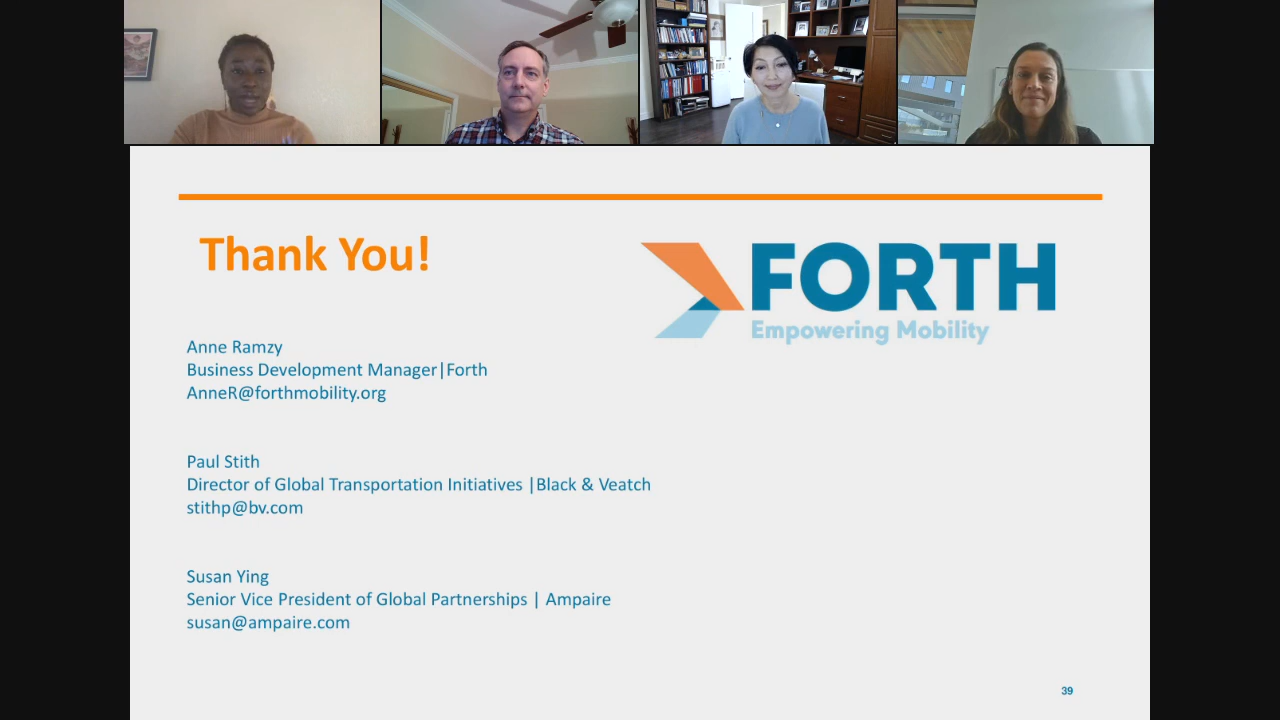 Thank You!
FORTH
Empowering Mobility
Anne Ramzy
Business Development Manager|Forth
AnneR@forthmobility.org
Paul Stith
Director of Global Transportation Initiatives |Black & Veatch
stithp@bv.com
Susan Ying
Senior Vice President of Global Partnerships | Ampaire
susan@ampaire.com
39